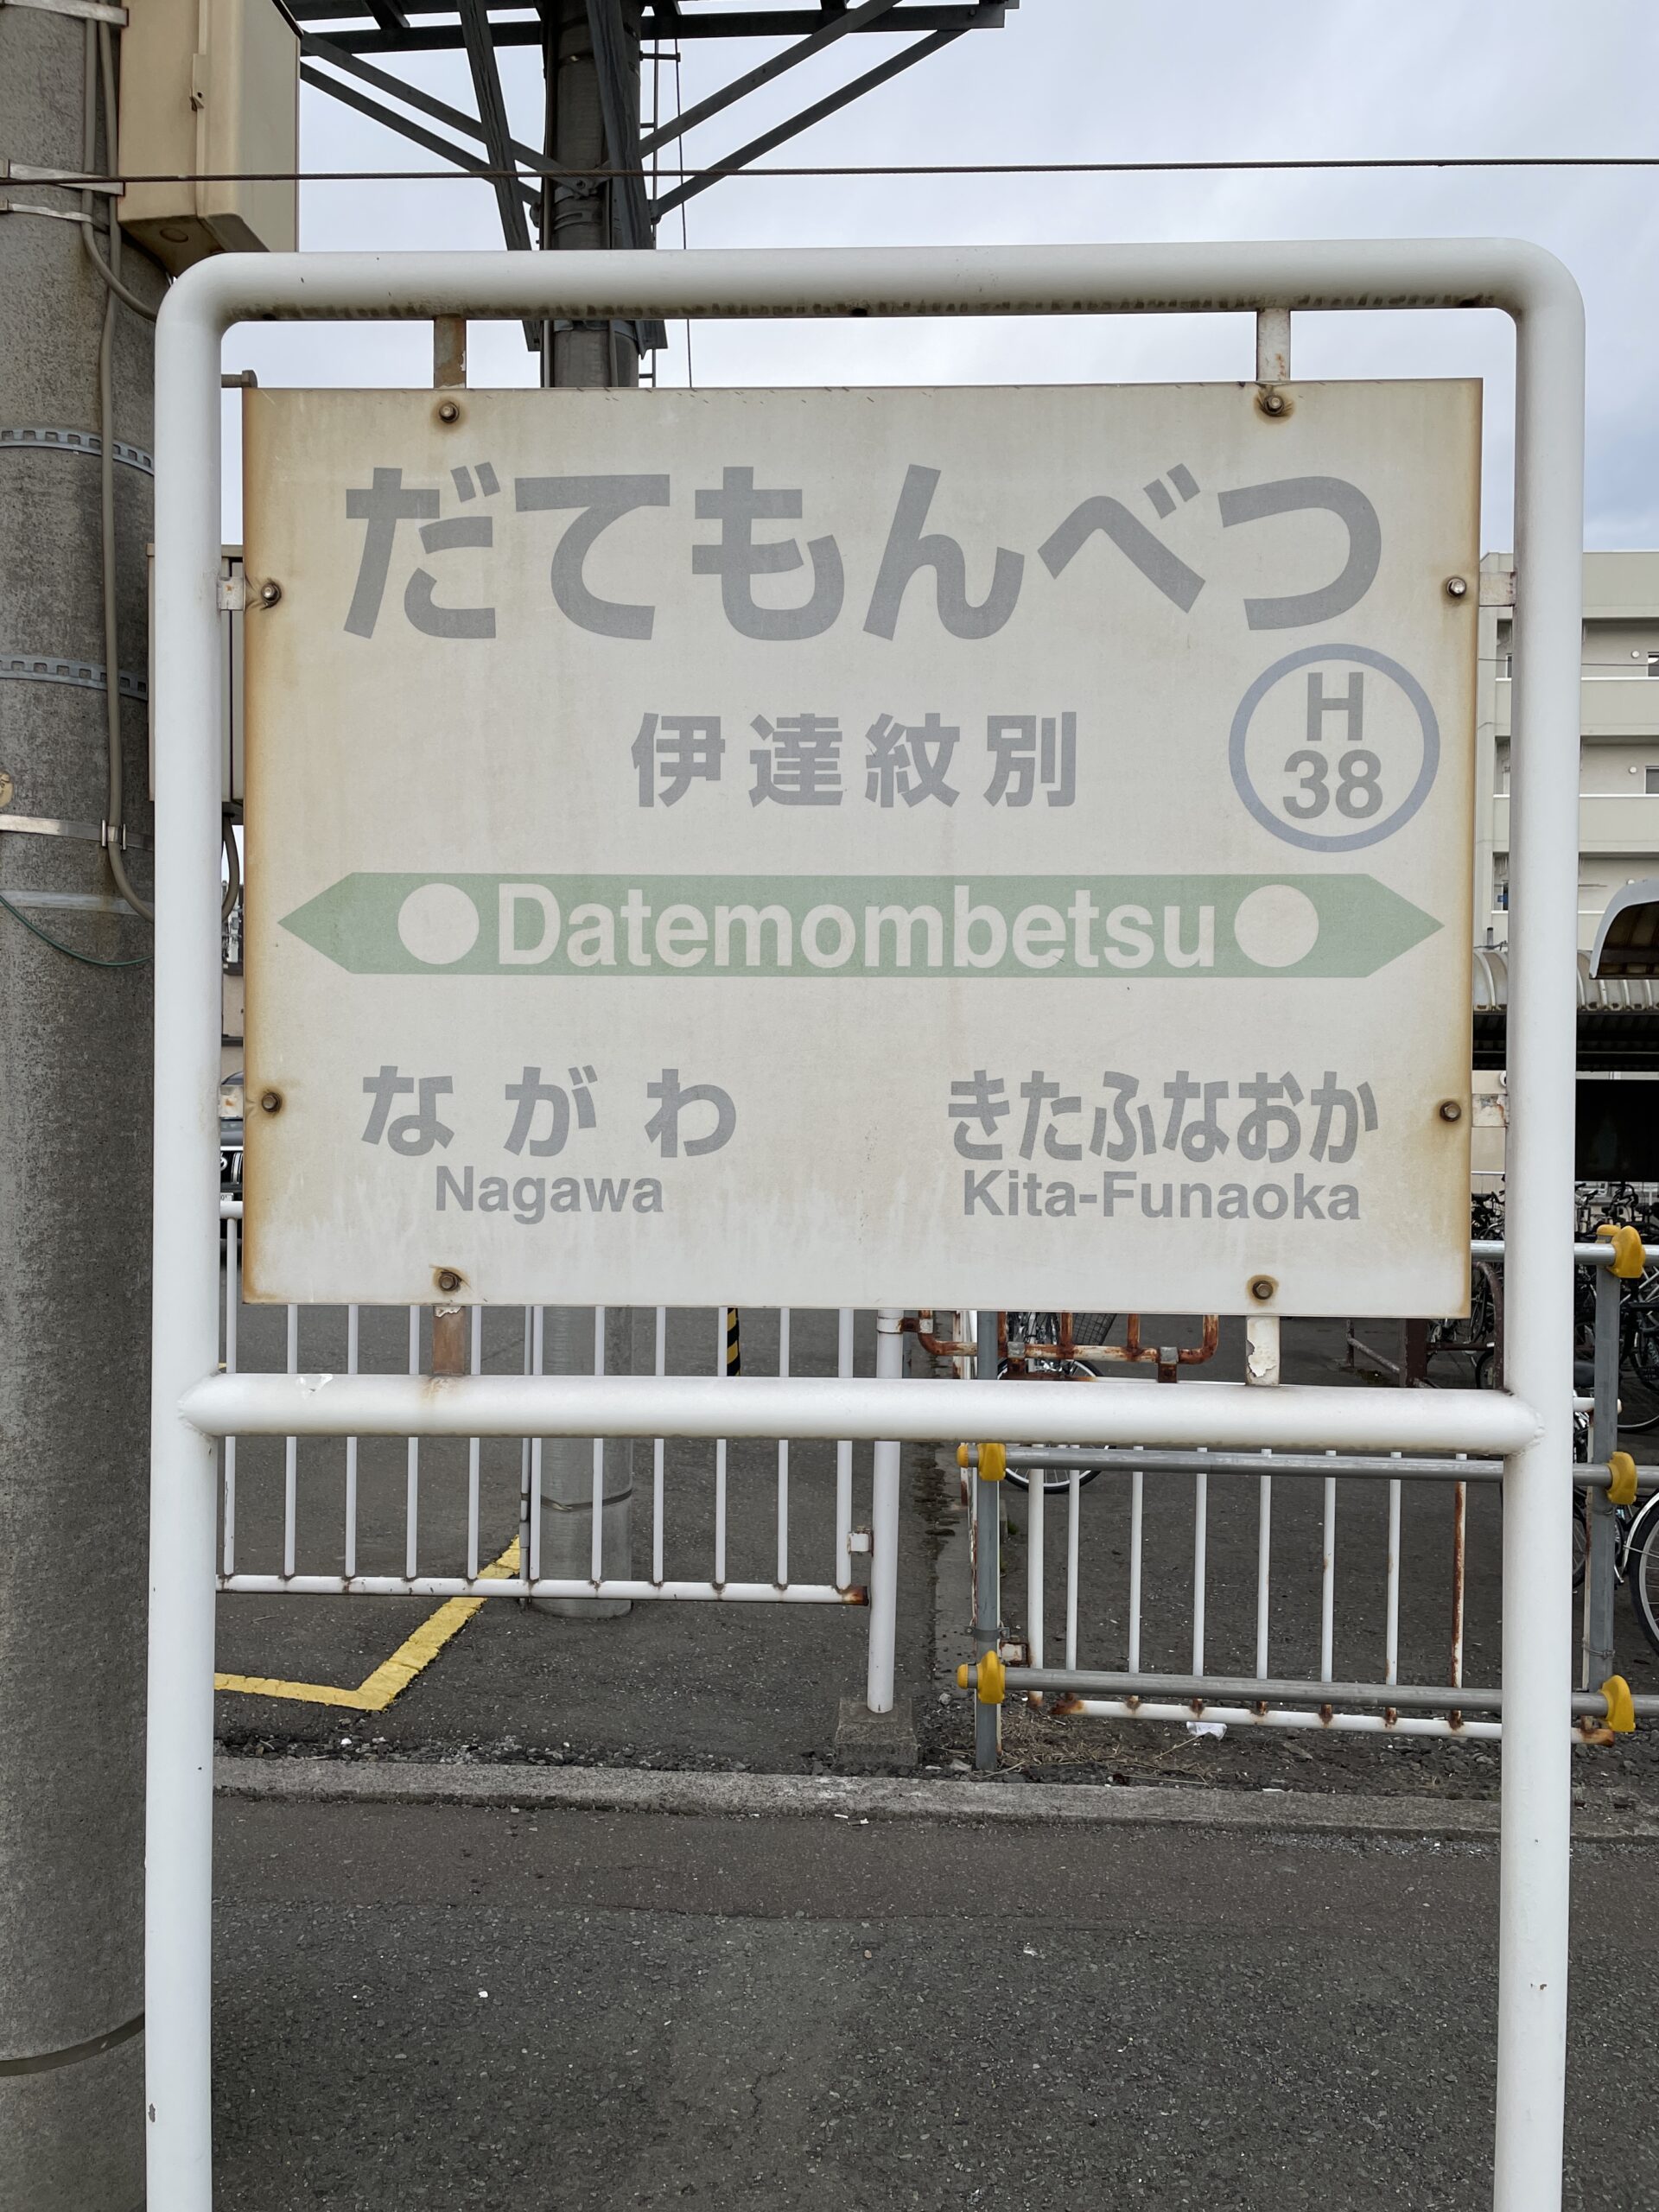 だてもんべつ
伊達紋別
H
38
Datemombetsu
ながわ
きたふなおか
Nagawa
Kita-Funaoka